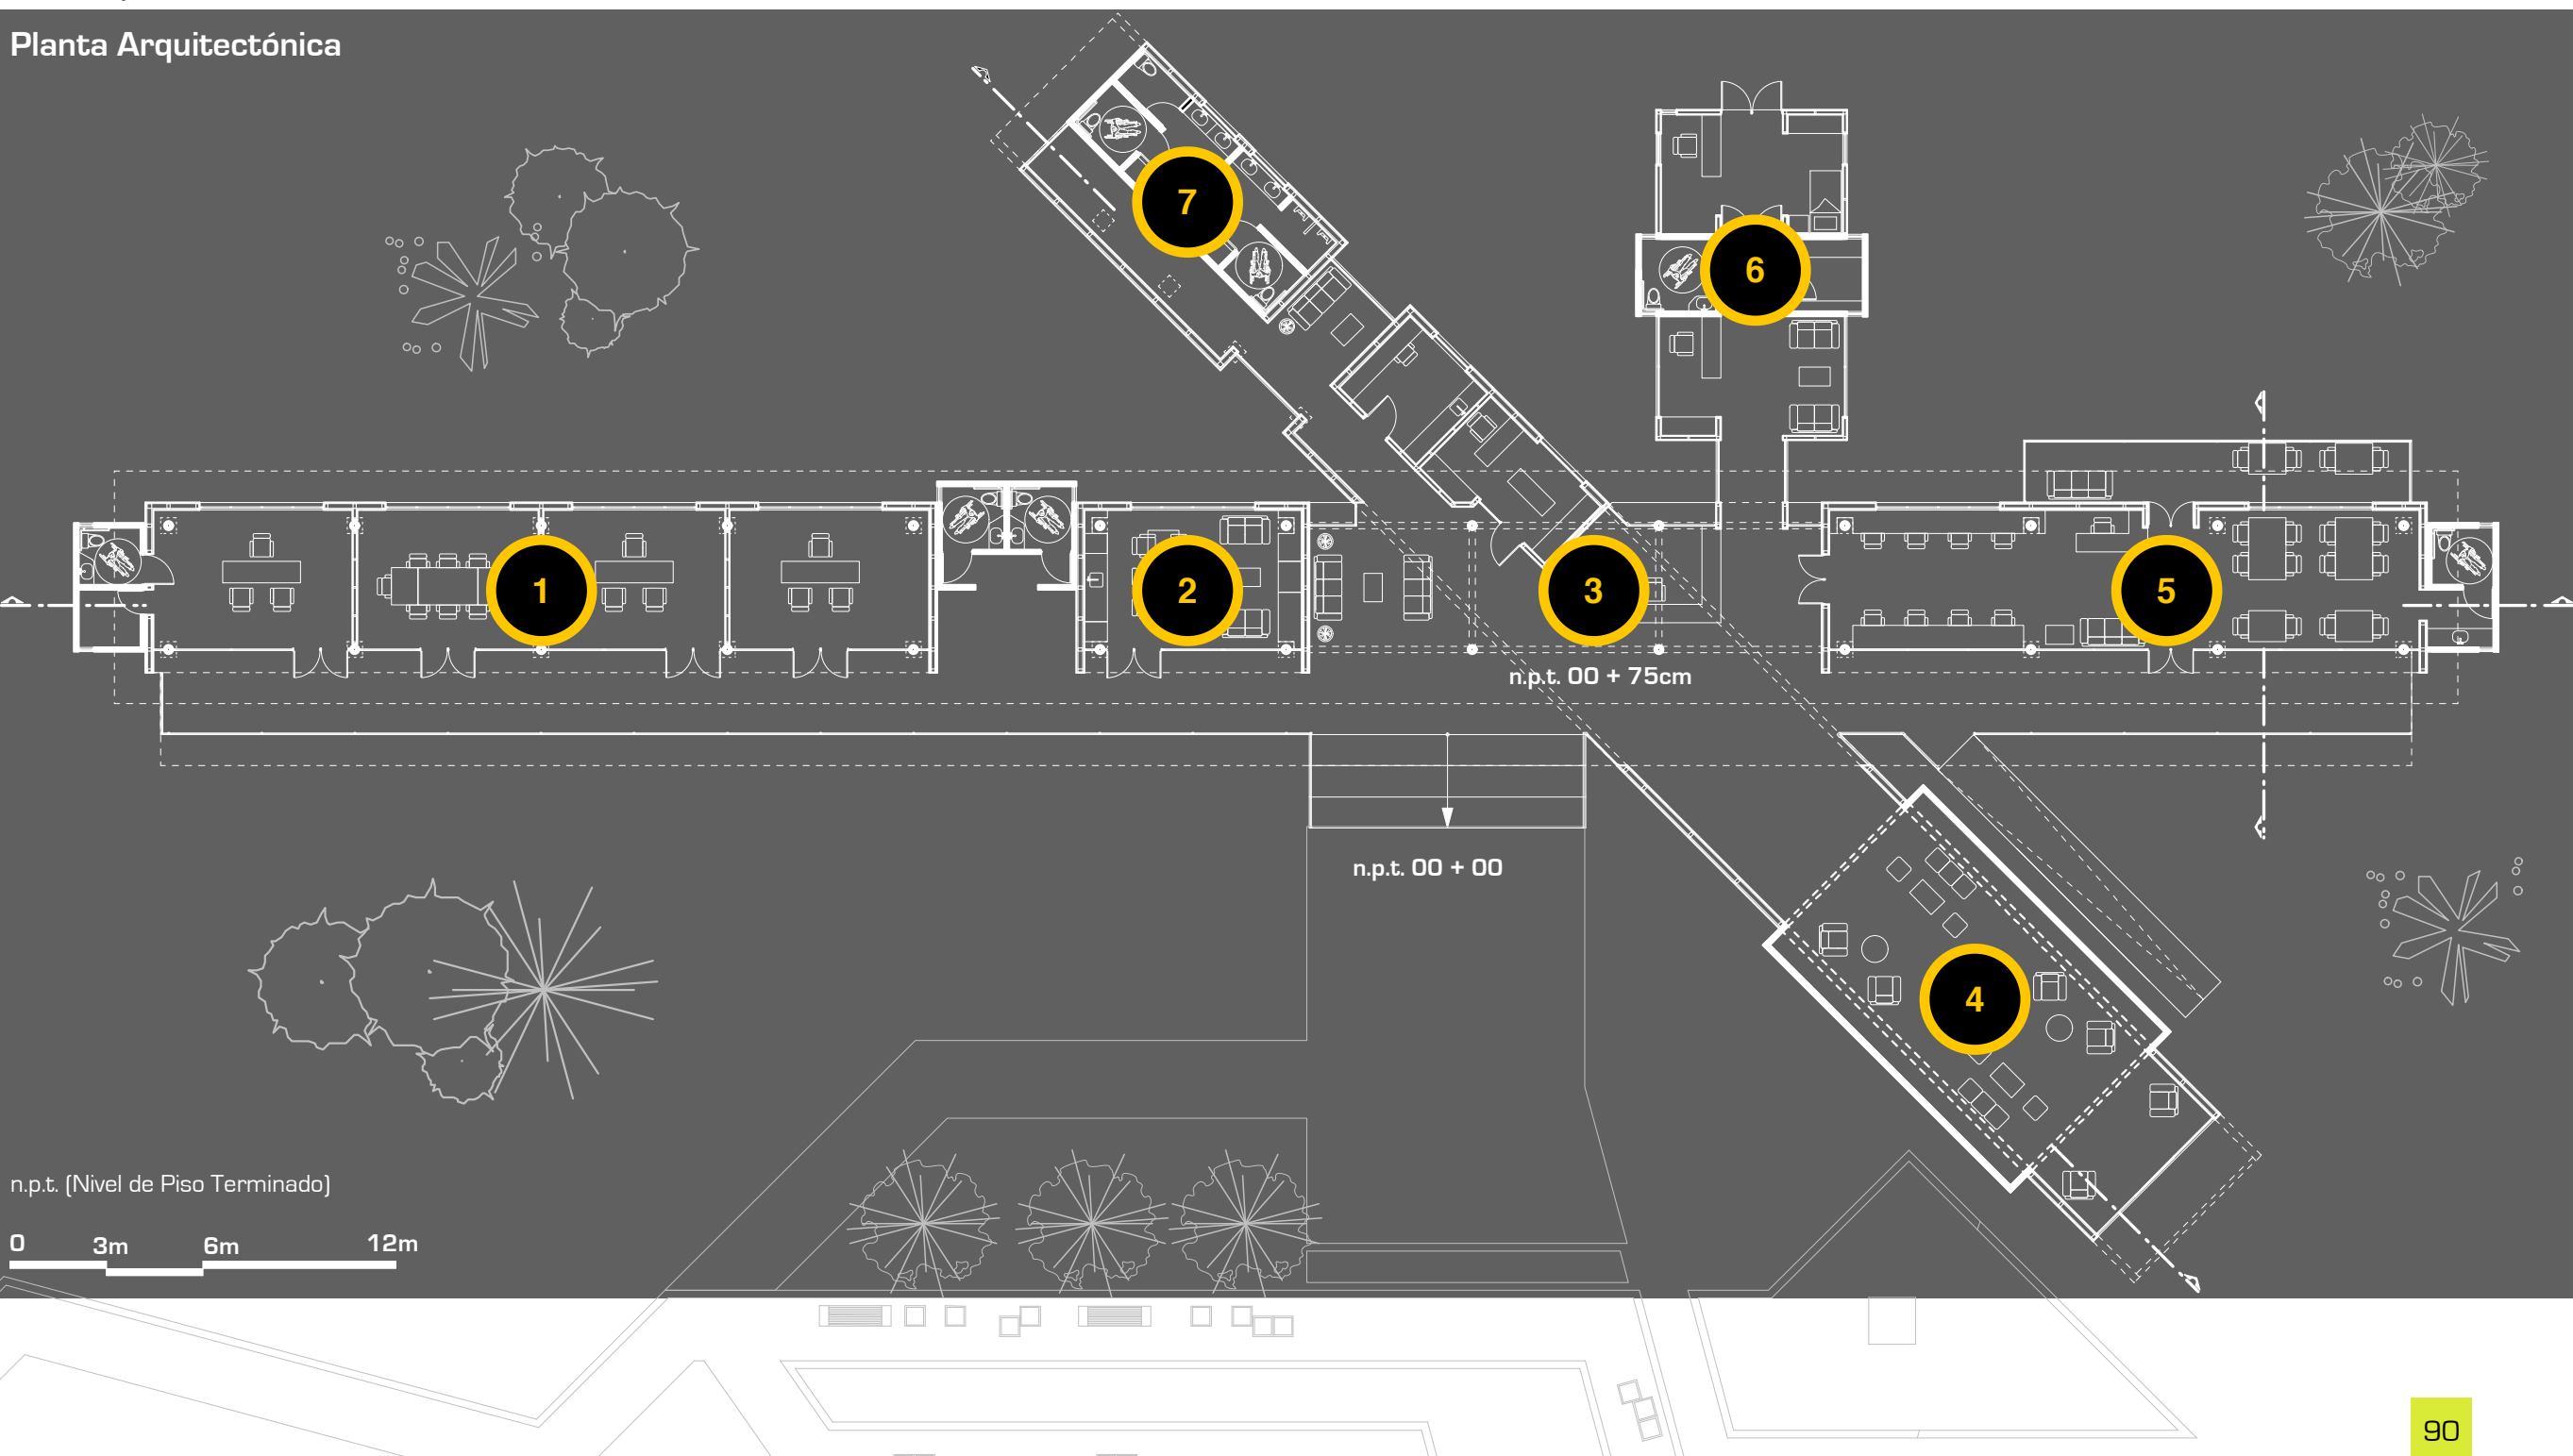 Planta Arquitectónica
7
6
1
2
3
5
n.p.t. 00 + 75cm
n.p.t. 00 + 00
4
n.p.t. (Nivel de Piso Terminado)
0 3m 6m 12m
90